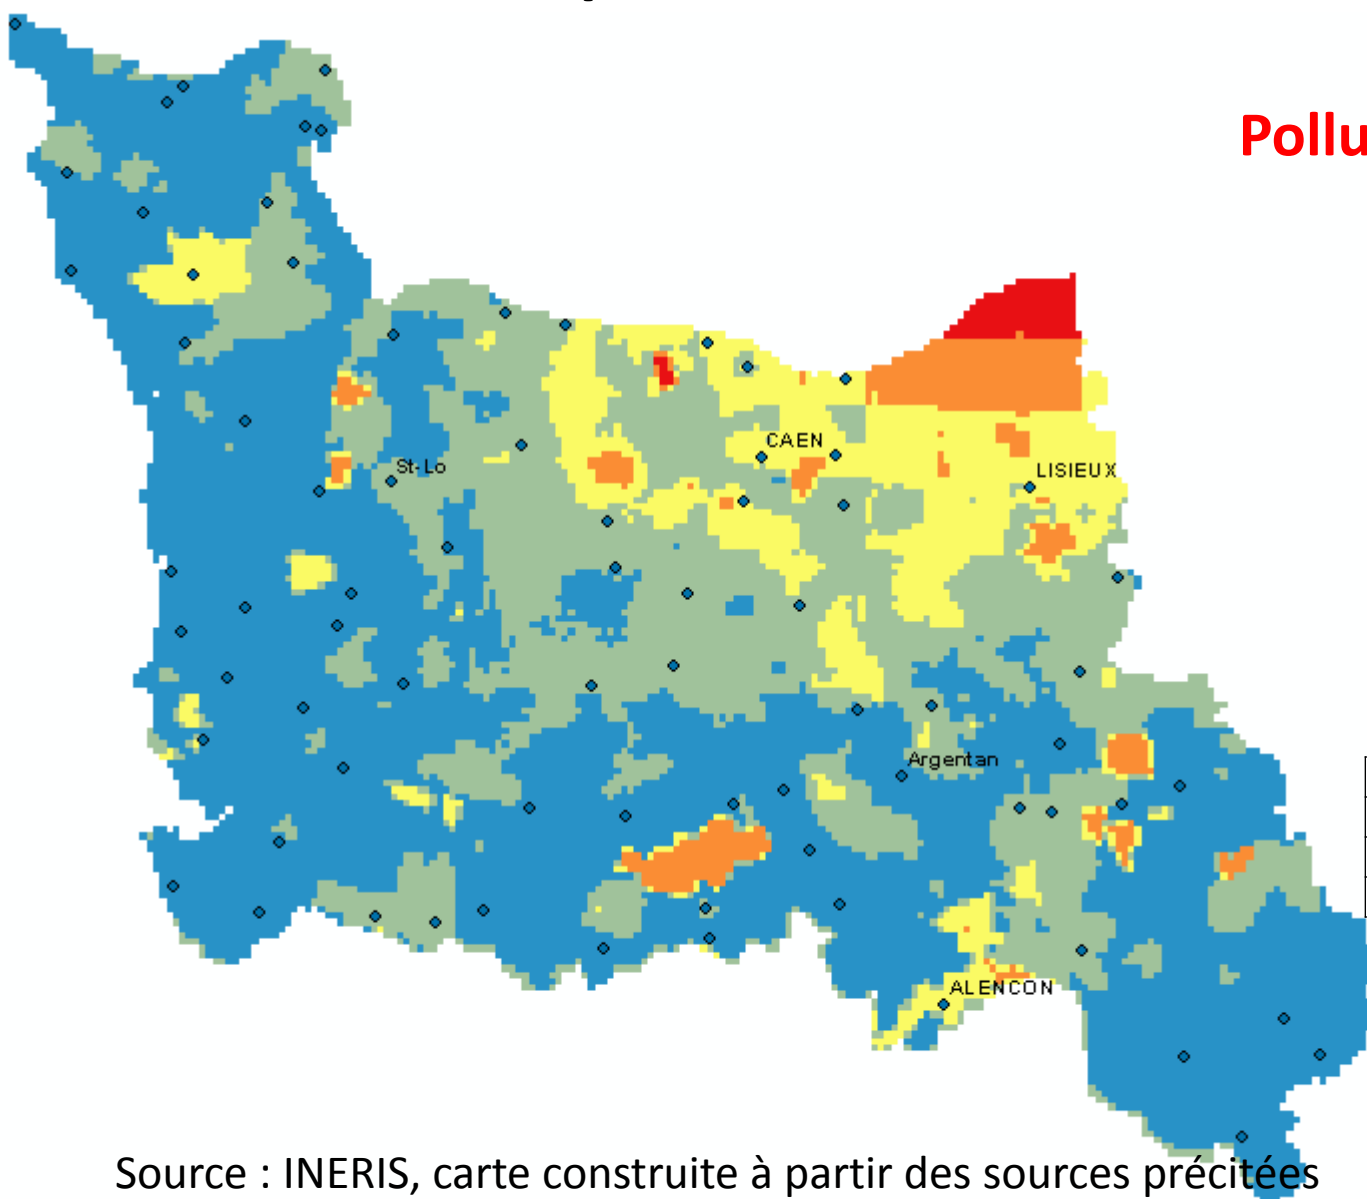 Pollu
CAEN
St-Lo
LISIEUX
Argentan
ALENCON
Source : INERIS, carte construite à partir des sources précitées